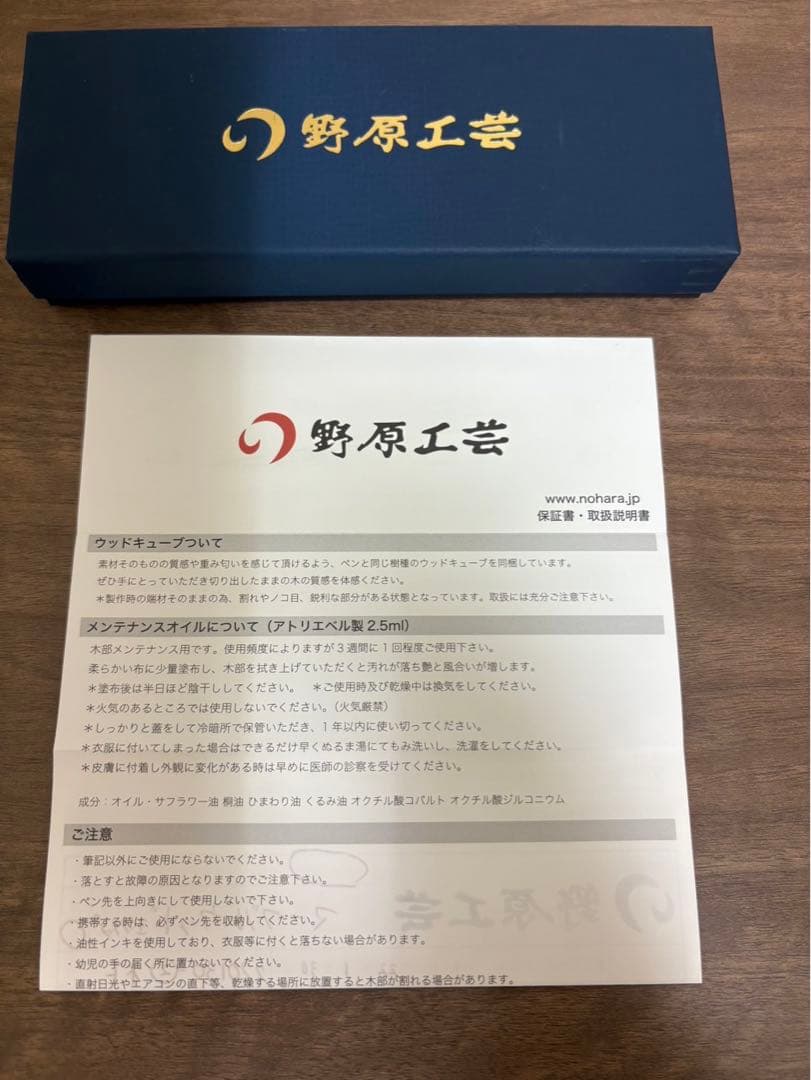 野原工芸
野原工芸
www.nohara.jp
保証書・取扱説明書
ウッドキューブついて
素材そのものの質感や重み匂いを感じて頂けるよう、ペンと同じ樹種のウッドキューブを同梱しています。
ぜひ手にとっていただき切り出したままの木の質感を体感ください。
＊製作時の端材そのままの為、割れやノコ目、鋭利な部分がある状態となっています。取扱には充分ご注意下さい。
メンテナンスオイルについて（アトリエベル製 2.5ml）
木部メンテナンス用です。使用頻度によりますが３週間に１回程度ご使用下さい。
柔らかい布に少量塗布し、木部を拭き上げていただくと汚れが落ち艶と風合いが増します。
＊塗布後は半日ほど陰干ししてください。　＊ご使用時及び乾燥中は換気をしてください。
＊火気のあるところでは使用しないでください。（火気厳禁）
＊しっかりと蓋をして冷暗所で保管いただき、１年以内に使い切ってください。
＊衣服に付いてしまった場合はできるだけ早くぬるま湯にてもみ洗いし、洗濯をしてください。
＊皮膚に付着し外観に変化がある時は早めに医師の診察を受けてください。
成分：オイル・サフラワー油 桐油 ひまわり油 くるみ油 オクチル酸コバルト オクチル酸ジルコニウム
ご注意
・筆記以外にご使用にならないでください。
・落とすと故障の原因となりますのでご注意下さい。
・ペン先を上向きにして使用しないで下さい。
・携帯する時は、必ずペン先を収納してください。
・油性インキを使用しており、衣服等に付くと落ちない場合があります。
・幼児の手の届く所に置かないでください。
・直射日光やエアコンの直下等、乾燥する場所に放置すると木部が割れる場合があります。